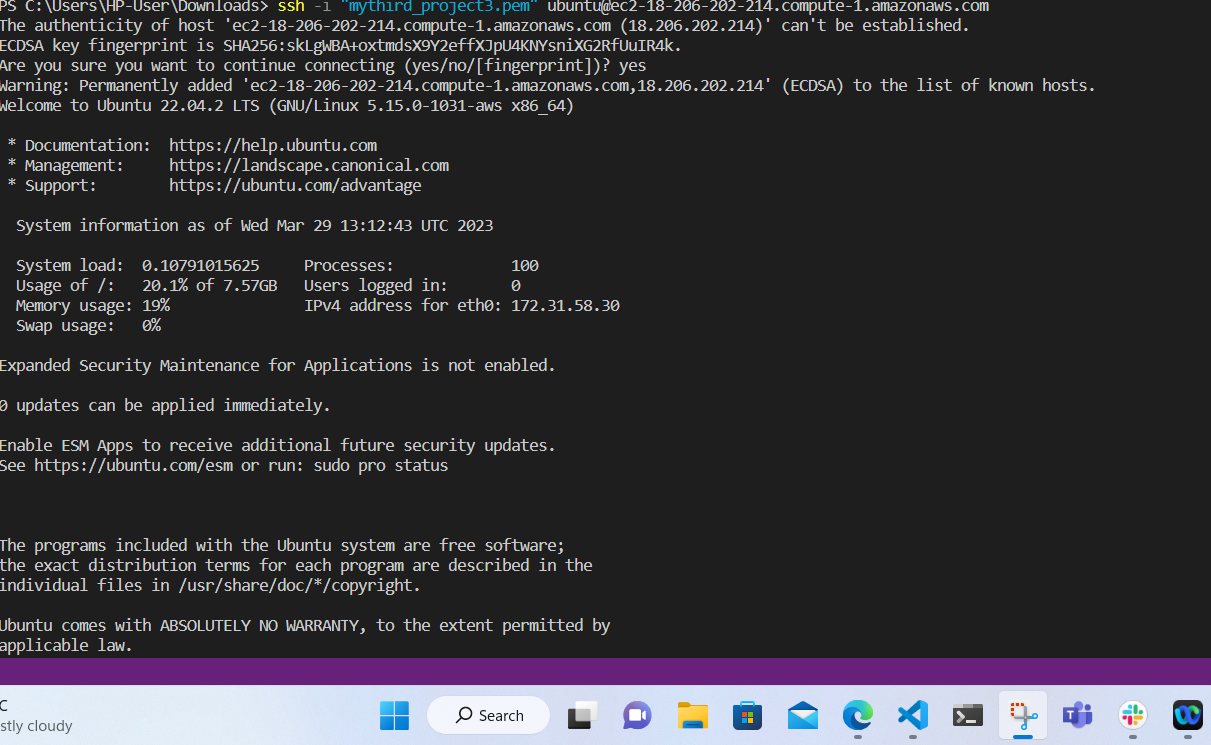 PS C:\Users\HP-User\Downloads> ssh -i "mythird_project3.pem" ubuntu@ec2-18-206-202-214.compute-1.amazonaws.com
The authenticity of host 'ec2-18-206-202-214.compute-1.amazonaws.com (18.206.202.214)' can't be established.
ECDSA key fingerprint is SHA256:skLgWBA+oxtmdsX9Y2effXJpU4KNYsniXG2RfUuIR4k.
Are you sure you want to continue connecting (yes/no/[fingerprint])? yes
Warning: Permanently added 'ec2-18-206-202-214.compute-1.amazonaws.com,18.206.202.214' (ECDSA) to the list of known hosts.
Welcome to Ubuntu 22.04.2 LTS (GNU/Linux 5.15.0-1031-aws x86_64)
* Documentation: https://help.ubuntu.com
* Management: https://landscape.canonical.com
* Support: https://ubuntu.com/advantage
System information as of Wed Mar 29 13:12:43 UTC 2023
System load: 0.10791015625 Processes: 100
Usage of /: 20.1% of 7.57GB Users logged in: 0
Memory usage: 19% IPv4 address for eth0: 172.31.58.30
Swap usage: 0%
Expanded Security Maintenance for Applications is not enabled.
0 updates can be applied immediately.
Enable ESM Apps to receive additional future security updates.
See https://ubuntu.com/esm or run: sudo pro status
The programs included with the Ubuntu system are free software;
the exact distribution terms for each program are described in the
individual files in /usr/share/doc/*/copyright.
Ubuntu comes with ABSOLUTELY NO WARRANTY, to the extent permitted by
applicable law.
C
stly cloudy
Search